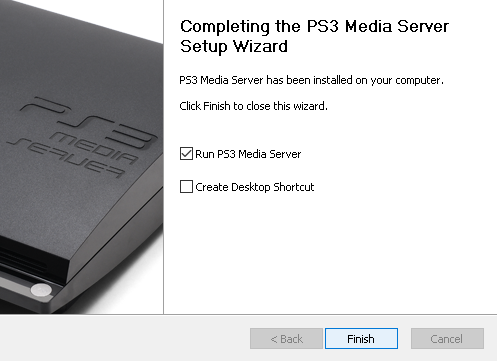 Completing the PS3 Media Server
Setup Wizard
PS3 Media Server has been installed on your computer.
Click Finish to close this wizard.
Run PS3 Media Server
Create Desktop Shortcut
PS3
MEDIA
SERVER
< Back
Finish
Cancel